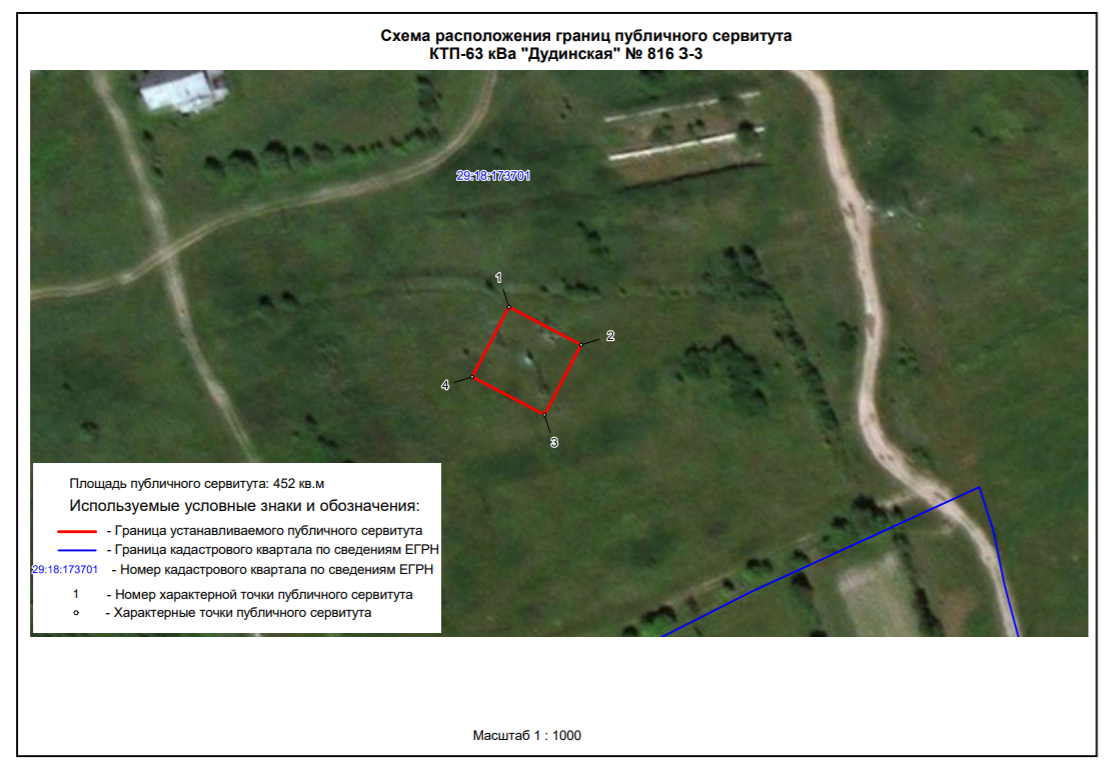 Схема расположения границ публичного сервитута
КТП-63 кВа "Дудинская" № 816 З-3
29:18:173701
1
2
4
3
Площадь публичного сервитута: 452 кв.м
Используемые условные знаки и обозначения:
- Граница устанавливаемого публичного сервитута
- Граница кадастрового квартала по сведениям ЕГРН
29:18:173701 - Номер кадастрового квартала по сведениям ЕГРН
1 - Номер характерной точки публичного сервитута
- Характерные точки публичного сервитута
Масштаб 1 : 1000